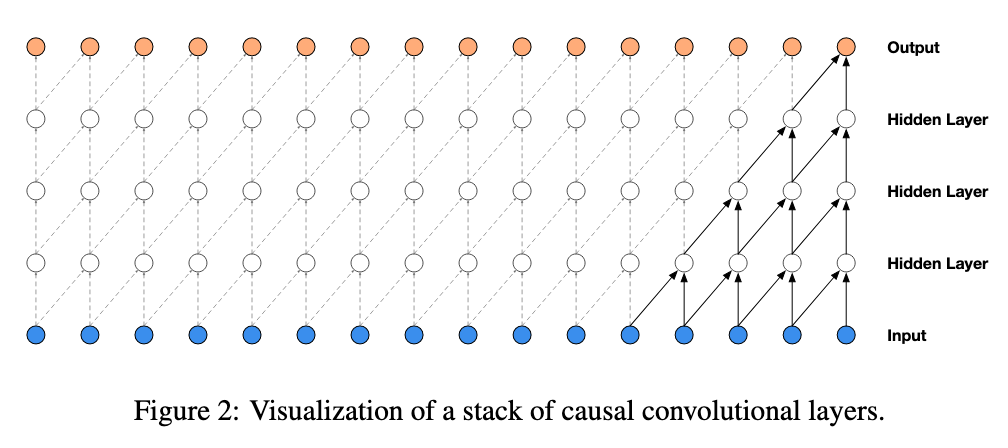 Output
Hidden Layer
Hidden Layer
Hidden Layer
Input
Figure 2: Visualization of a stack of causal convolutional layers.